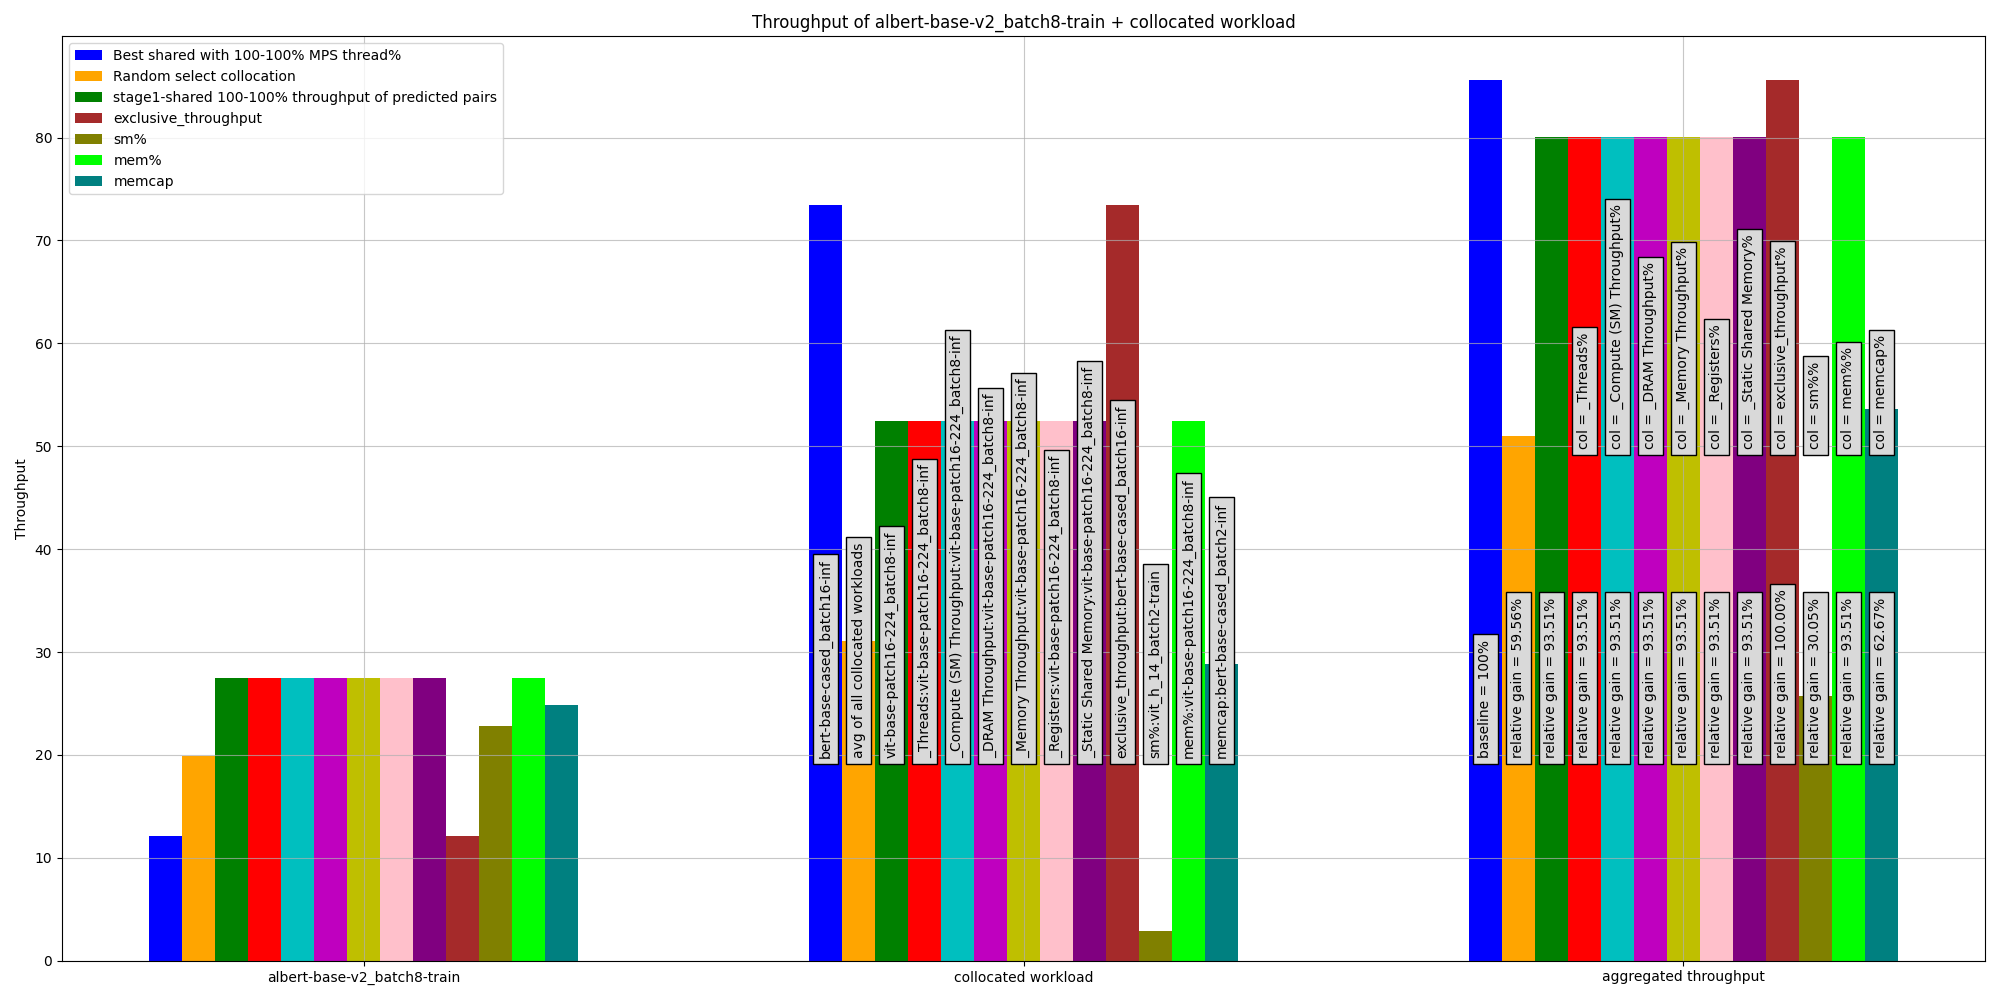 Throughput of albert-base-v2_batch8-train + collocated workload
Best shared with 100-100% MPS thread%
Random select collocation
stage1-shared 100-100% throughput of predicted pairs
exclusive_throughput
sm%
mem%
memcap
Throughput
80
70
60
50
40
30
20
10
0
bert-base-cased_batch16-inf
avg of all collocated workloads
vit-base-patch16-224_batch8-inf
_Threads:vit-base-patch16-224_batch8-inf
_Compute (SM) Throughput:vit-base-patch16-224_batch8-inf
_DRAM Throughput:vit-base-patch16-224_batch8-inf
_Memory Throughput:vit-base-patch16-224_batch8-inf
_Registers:vit-base-patch16-224_batch8-inf
_Static Shared Memory:vit-base-patch16-224_batch8-inf
exclusive_throughput:bert-base-cased_batch16-inf
sm%:vit_h_14_batch2-train
mem%:vit-base-patch16-224_batch8-inf
memcap:bert-base-cased_batch2-inf
col = _Threads%
col = _Compute (SM) Throughput%
col = _DRAM Throughput%
col = _Memory Throughput%
col = _Registers%
col = _Static Shared Memory%
col = exclusive_throughput%
col = sm%%
col = mem%%
col = memcap%
baseline = 100%
relative gain = 59.56%
relative gain = 93.51%
relative gain = 93.51%
relative gain = 93.51%
relative gain = 93.51%
relative gain = 93.51%
relative gain = 93.51%
relative gain = 93.51%
relative gain = 100.00%
relative gain = 30.05%
relative gain = 93.51%
relative gain = 62.67%
albert-base-v2_batch8-train
collocated workload
aggregated throughput